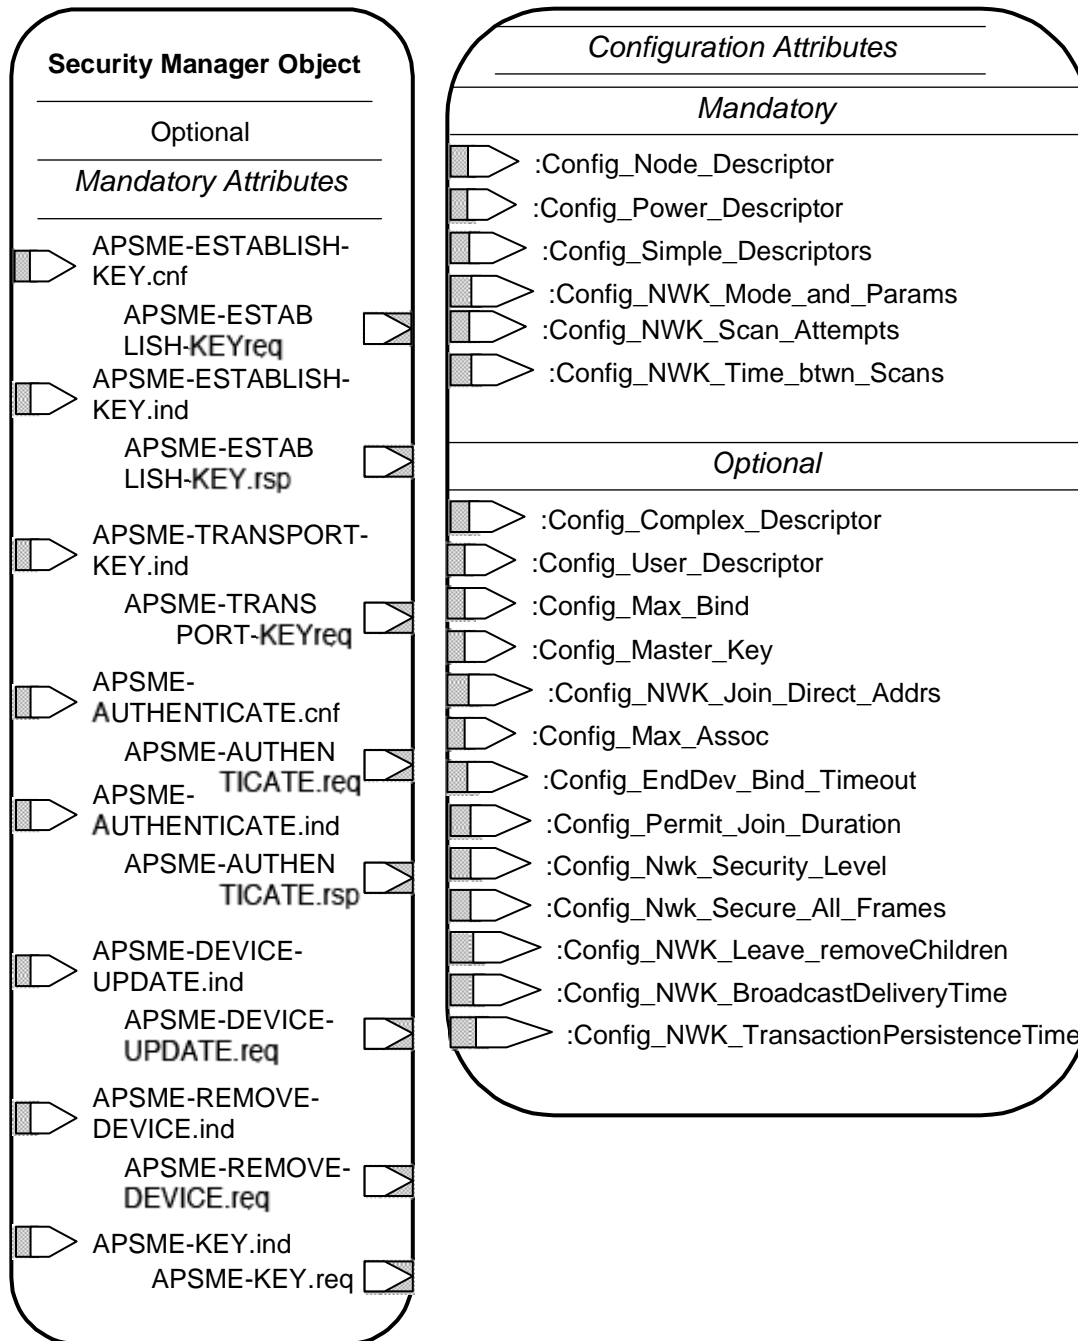 Security Manager Object
Optional
Mandatory Attributes
APSME-ESTABLISH-
KEY.cnf
APSME-ESTAB
LISH-KEYreq
APSME-ESTABLISH-
KEY.ind
APSME-ESTAB
LISH-KEY.rsp
APSME-TRANSPORT-
KEY.ind
APSME-TRANS
PORT-KEYreq
APSME-
AUTHENTICATE.cnf
APSME-AUTHEN
TICATE.req
APSME-
AUTHENTICATE.ind
APSME-AUTHEN
TICATE.rsp
APSME-DEVICE-
UPDATE.ind
APSME-DEVICE-
UPDATE.req
APSME-REMOVE-
DEVICE.ind
APSME-REMOVE-
DEVICE.req
APSME-KEY.ind
APSME-KEY.req
Configuration Attributes
Mandatory
:Config_Node_Descriptor
:Config_Power_Descriptor
:Config_Simple_Descriptors
:Config_NWK_Mode_and_Params
:Config_NWK_Scan_Attempts
:Config_NWK_Time_btwn_Scans
Optional
:Config_Complex_Descriptor
:Config_User_Descriptor
:Config_Max_Bind
:Config_Master_Key
:Config_NWK_Join_Direct_Addrs
:Config_Max_Assoc
:Config_EndDev_Bind_Timeout
:Config_Permit_Join_Duration
:Config_Nwk_Security_Level
:Config_Nwk_Secure_All_Frames
:Config_NWK_Leave_removeChildren
:Config_NWK_BroadcastDeliveryTime
:Config_NWK_TransactionPersistenceTime